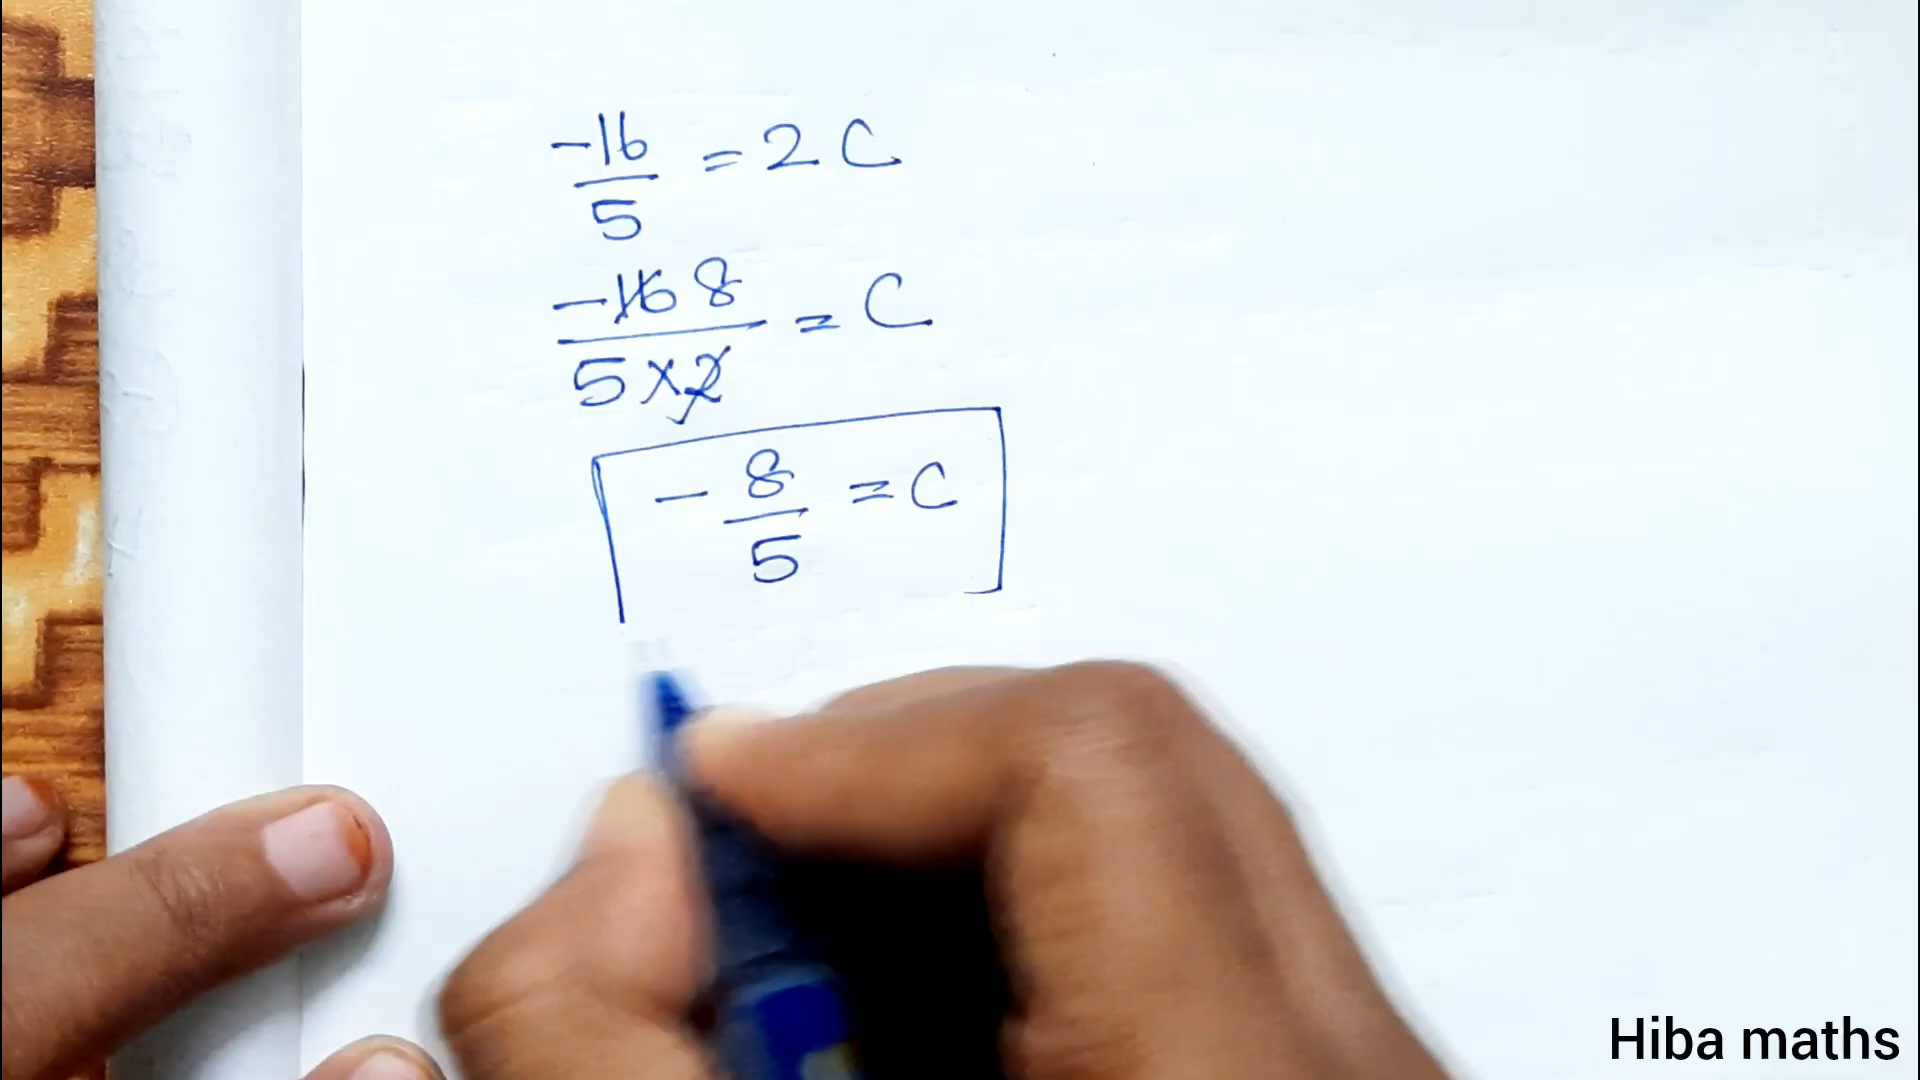 -16/5 = 2C
-16 8/5×2 = C
-8/5 = C
Hiba maths